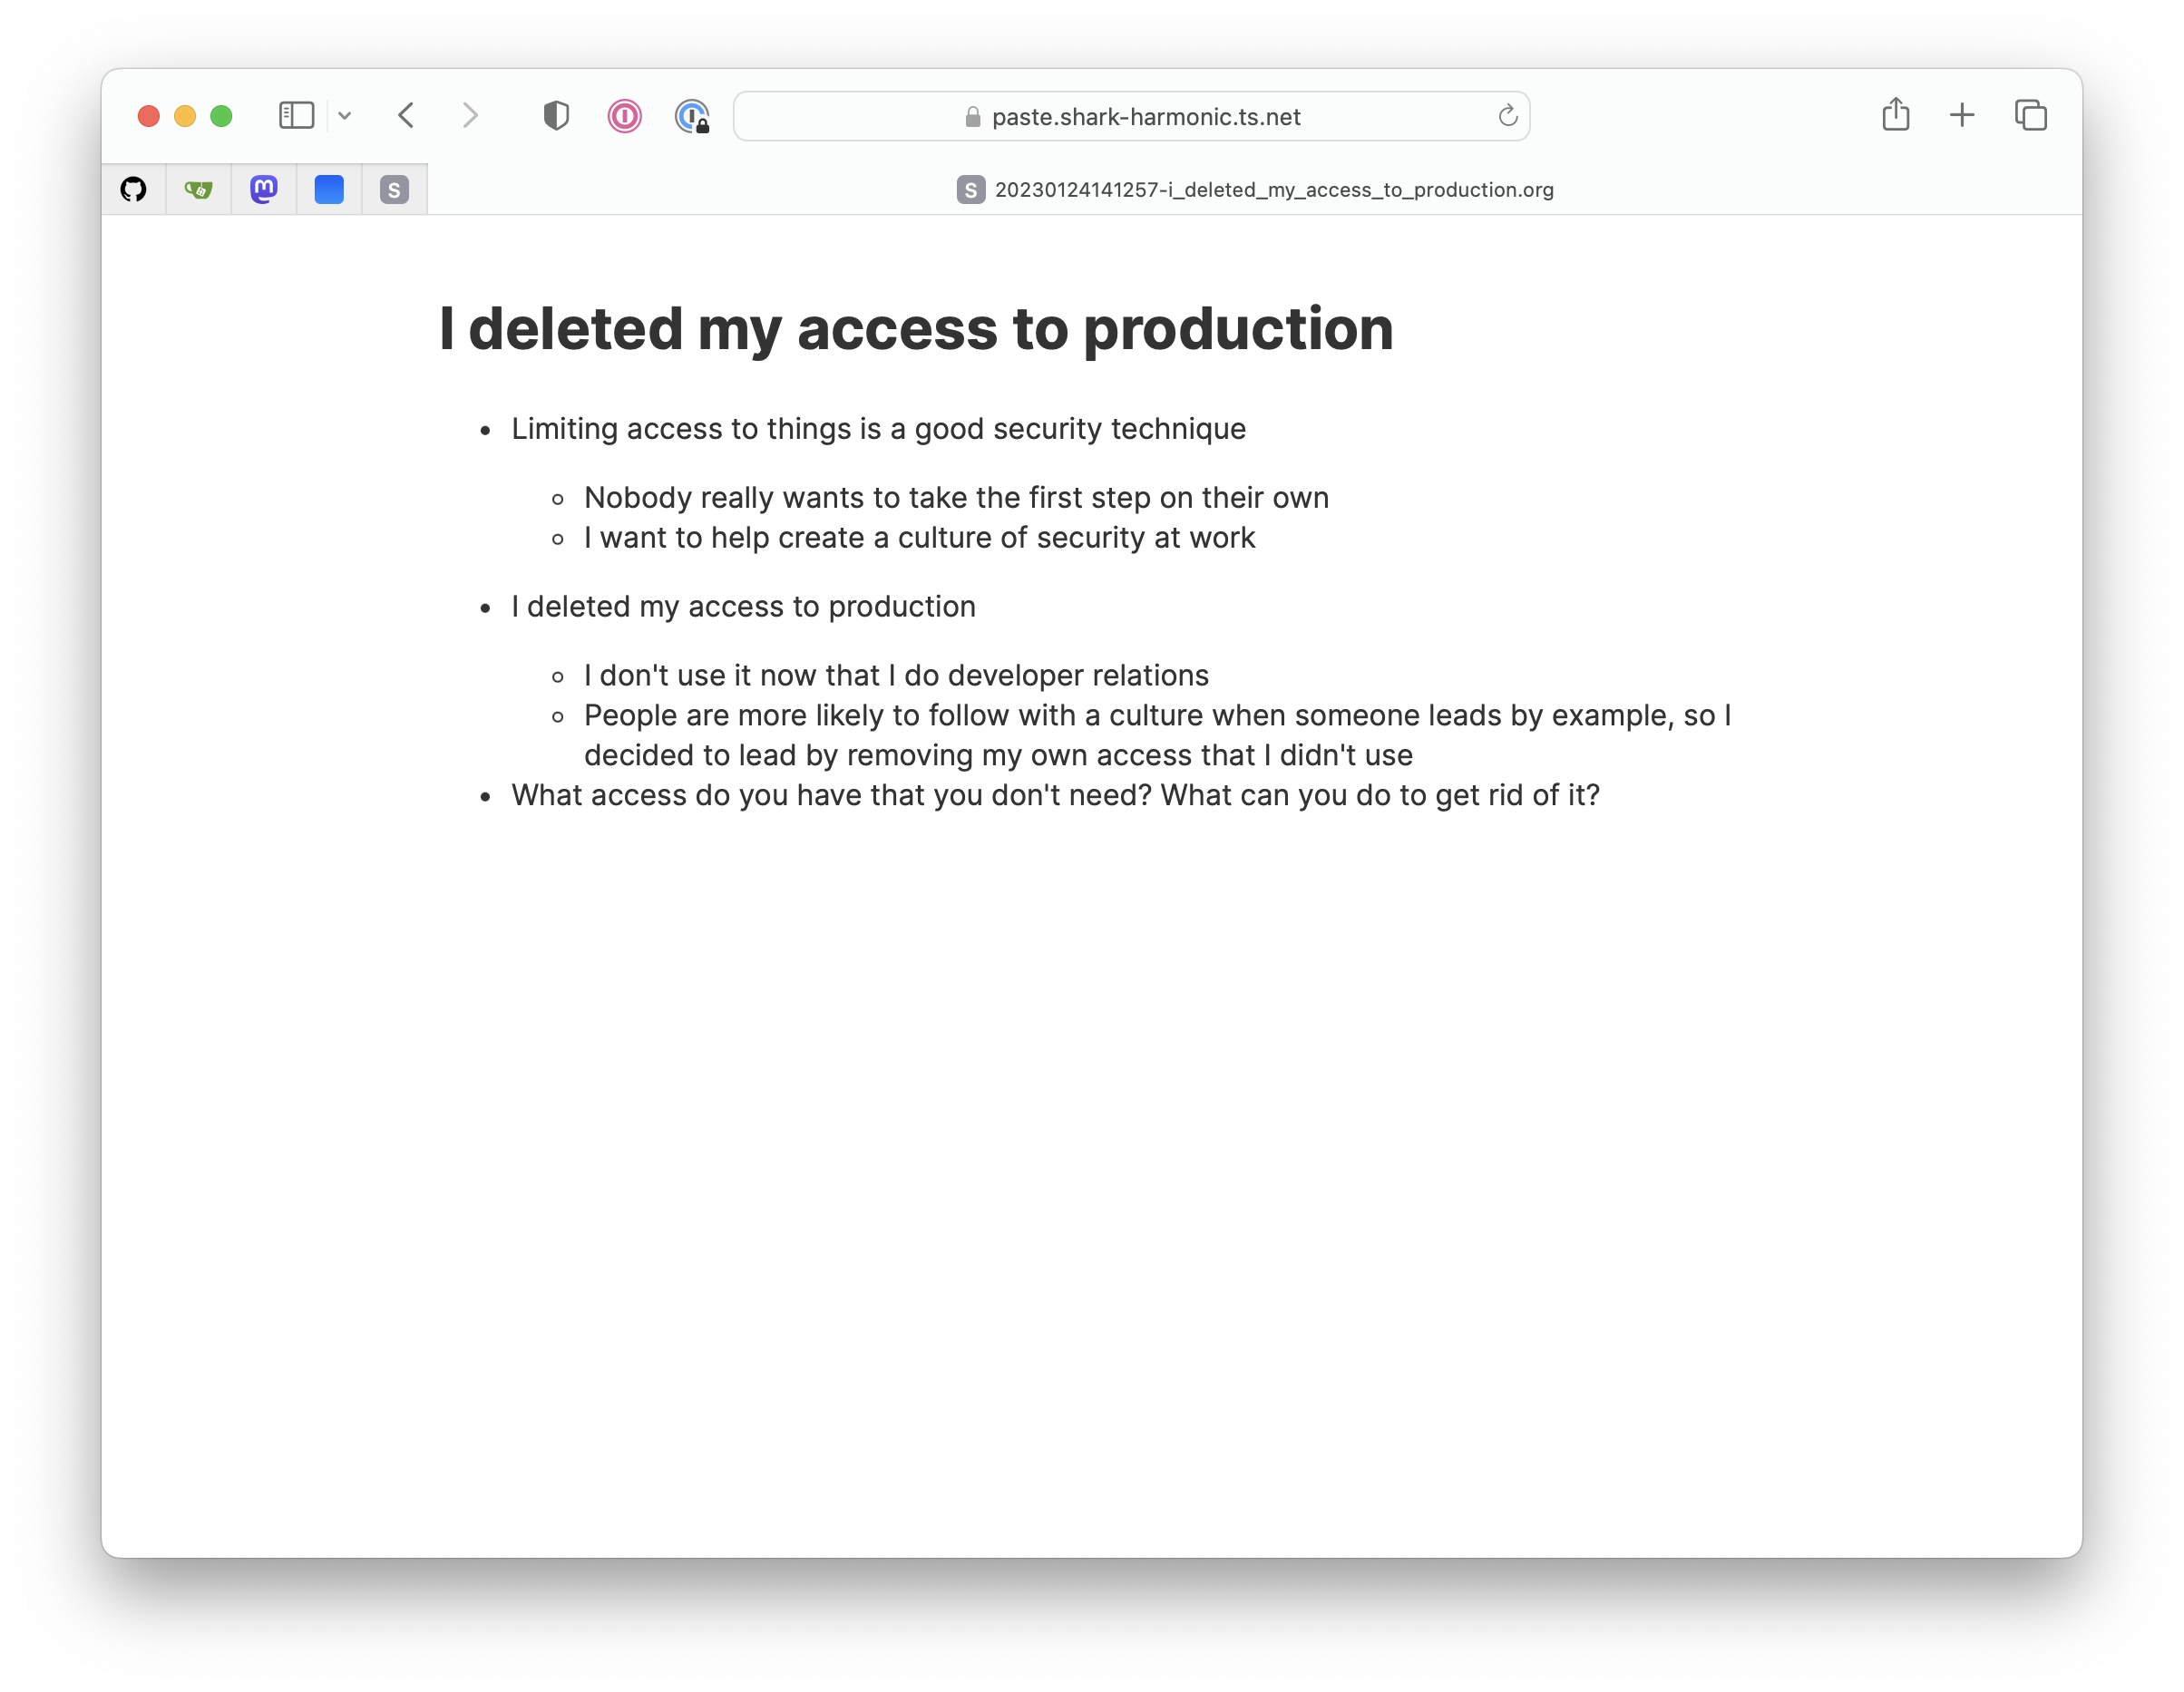 paste.shark-harmonic.ts.net
S
S 20230124141257-i_deleted_my_access_to_production.org
I deleted my access to production
Limiting access to things is a good security technique
Nobody really wants to take the first step on their own
I want to help create a culture of security at work
I deleted my access to production
I don't use it now that I do developer relations
People are more likely to follow with a culture when someone leads by example, so I
decided to lead by removing my own access that I didn't use
What access do you have that you don't need? What can you do to get rid of it?